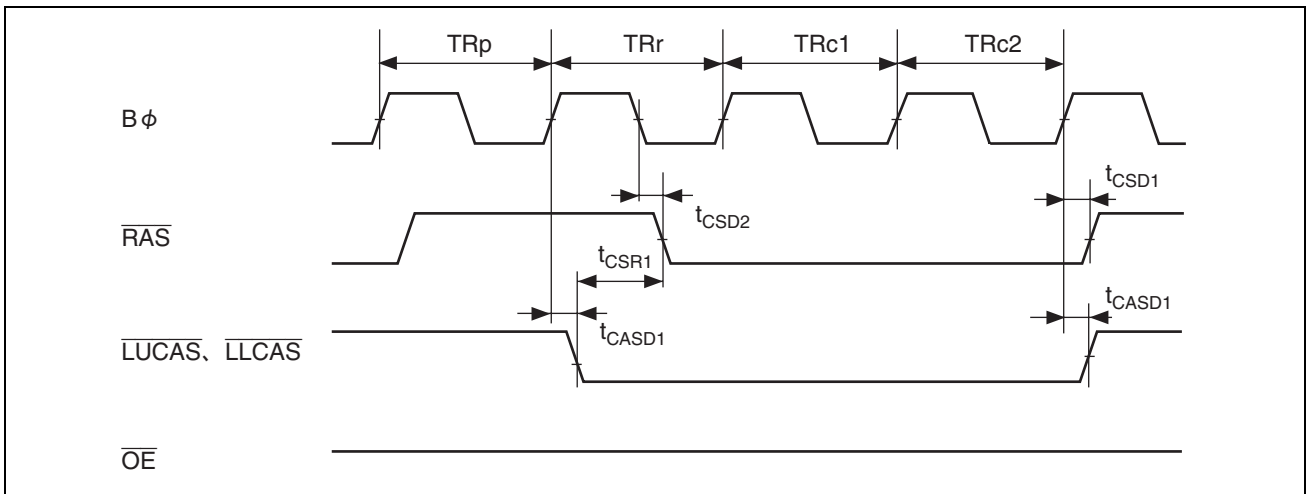 TRp TRr TRc1 TRc2
Bφ
tCSD1
tCSD2
RAS
tCSR1
tCASD1
tCASD1
LUCAS、LLCAS
OE